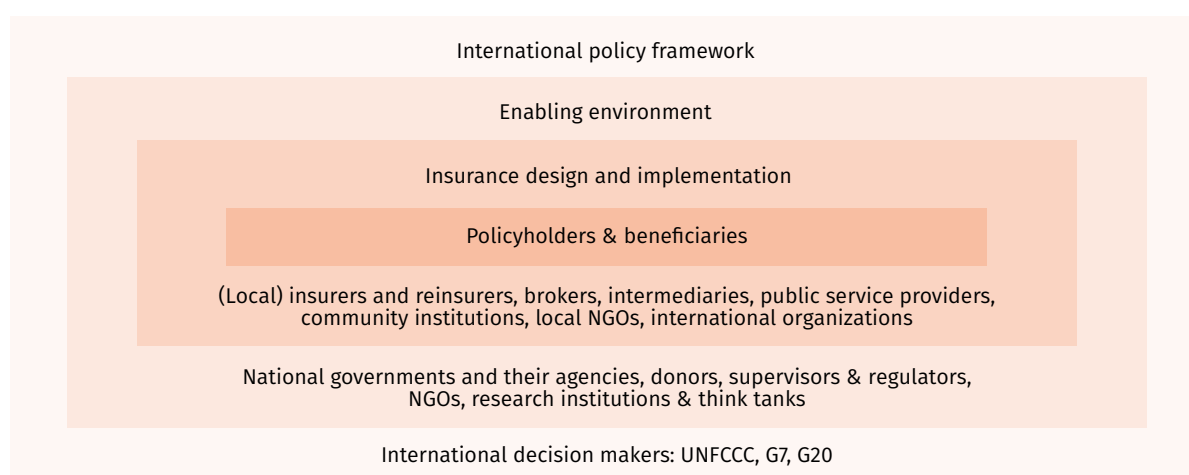 International policy framework
Enabling environment
Insurance design and implementation
Policyholders & beneficiaries
(Local) insurers and reinsurers, brokers, intermediaries, public service providers,
community institutions, local NGOs, international organizations
National governments and their agencies, donors, supervisors & regulators,
NGOs, research institutions & think tanks
International decision makers: UNFCCC, G7, G20